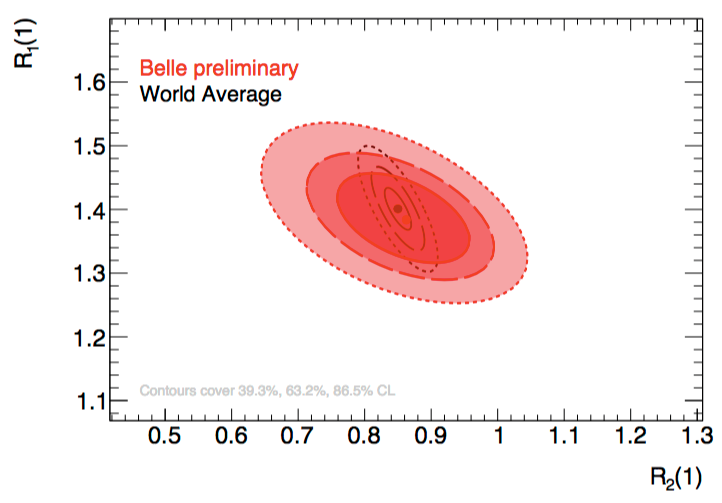 R₁(1)
Belle preliminary
World Average
1.6
1.5
1.4
1.3
1.2
1.1
Contours cover 39.3%, 63.2%, 86.5% CL
0.5 0.6 0.7 0.8 0.9 1 1.1 1.2 1.3
R₂(1)